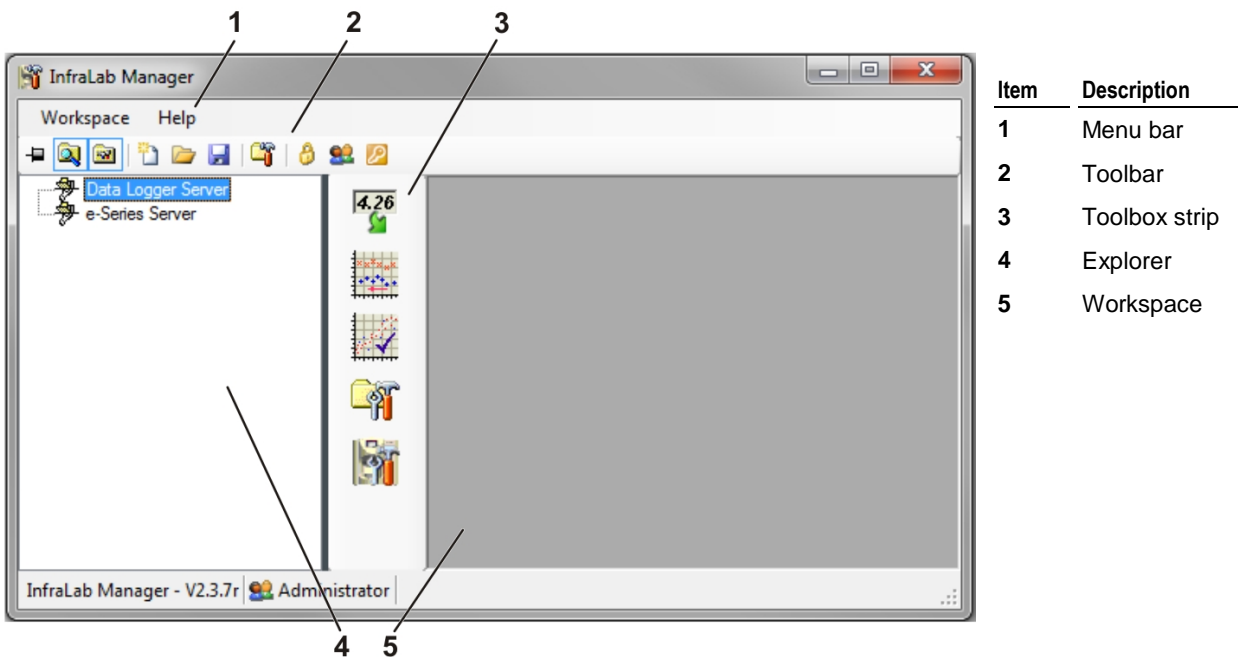 1 2 3
InfraLab Manager
Workspace Help
Data Logger Server
e-Series Server
4.26
InfraLab Manager - V2.3.7r Administrator
4 5
Item Description
1 Menu bar
2 Toolbar
3 Toolbox strip
4 Explorer
5 Workspace